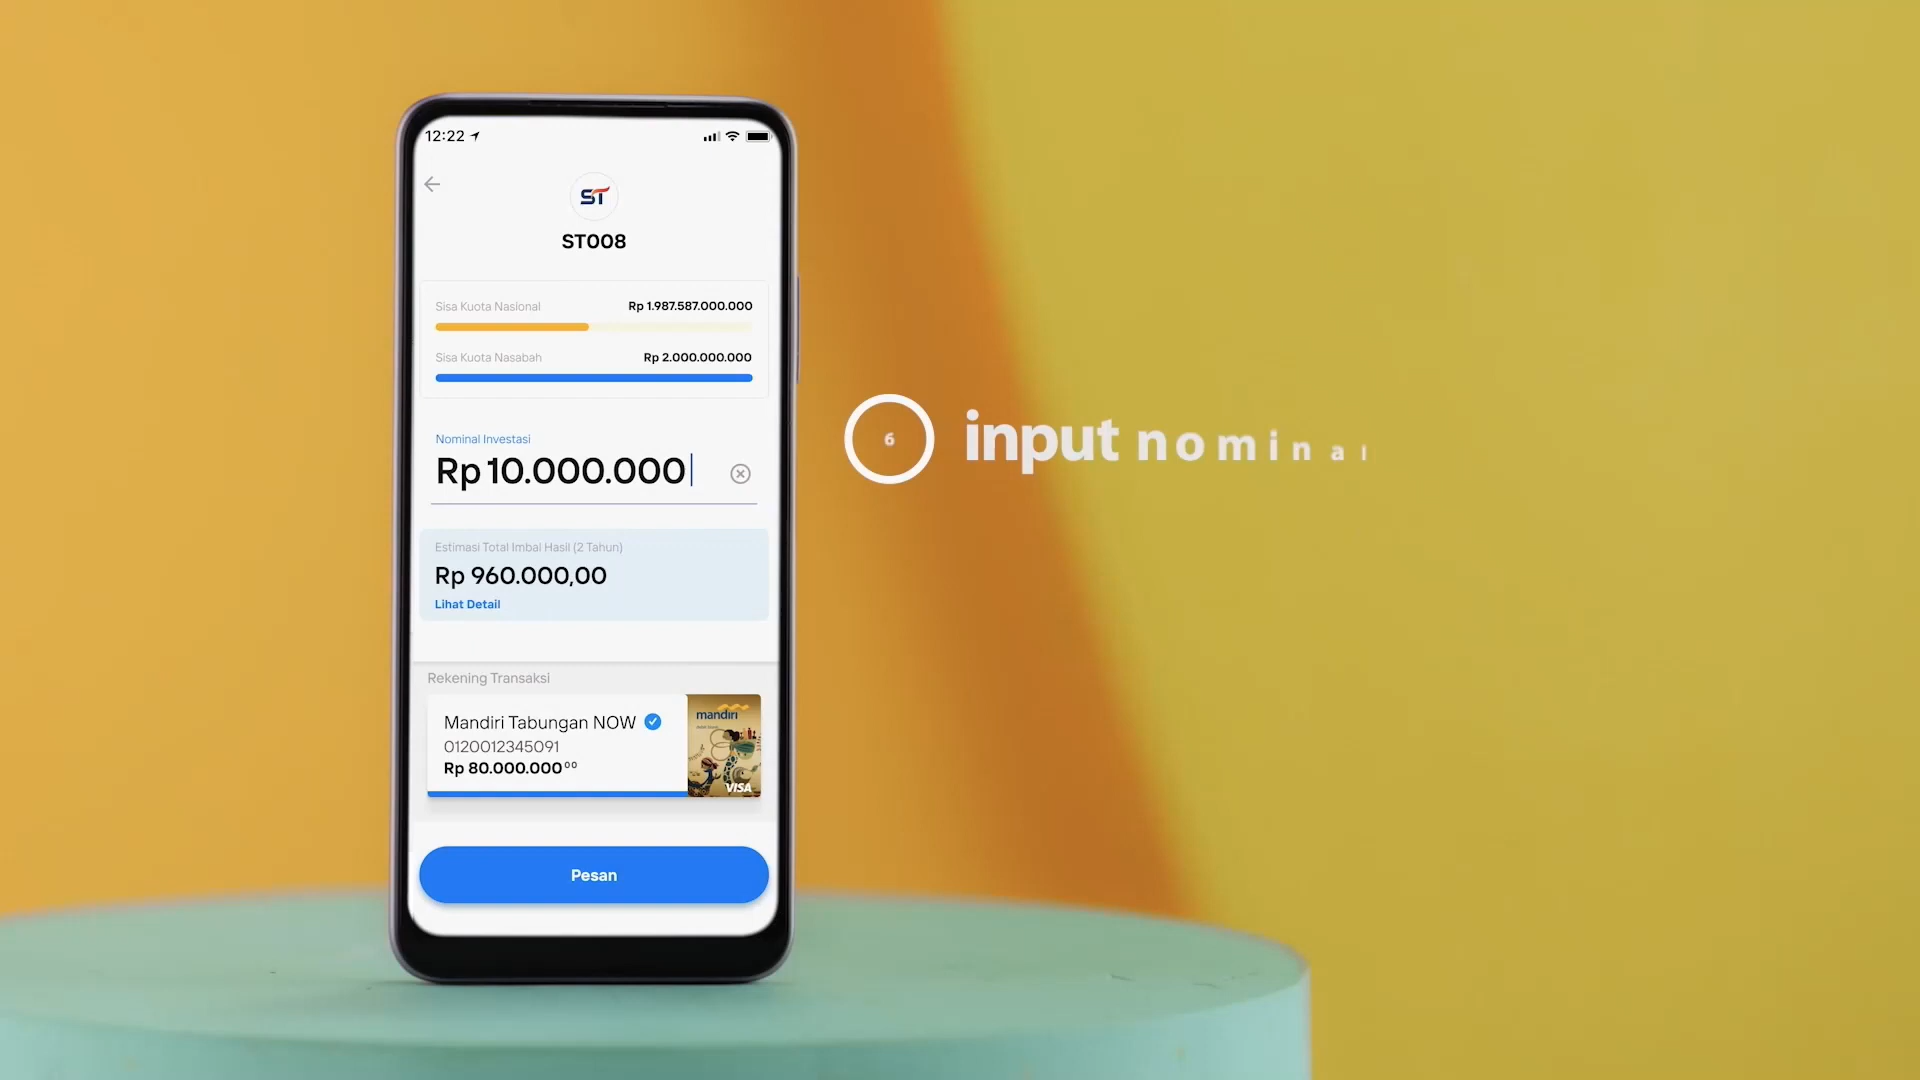 12:22
ST
ST008
Sisa Kuota Nasional Rp 1.987.587.000.000
Sisa Kuota Nasabah Rp 2.000.000.000
Nominal Investasi
Rp 10.000.000
Estimasi Total Imbal Hasil (2 Tahun)
Rp 960.000,00
Lihat Detail
Rekening Transaksi
Mandiri Tabungan NOW
0120012345091
Rp 80.000.000⁰⁰
mandiri
VISA
Pesan
6 input nominal